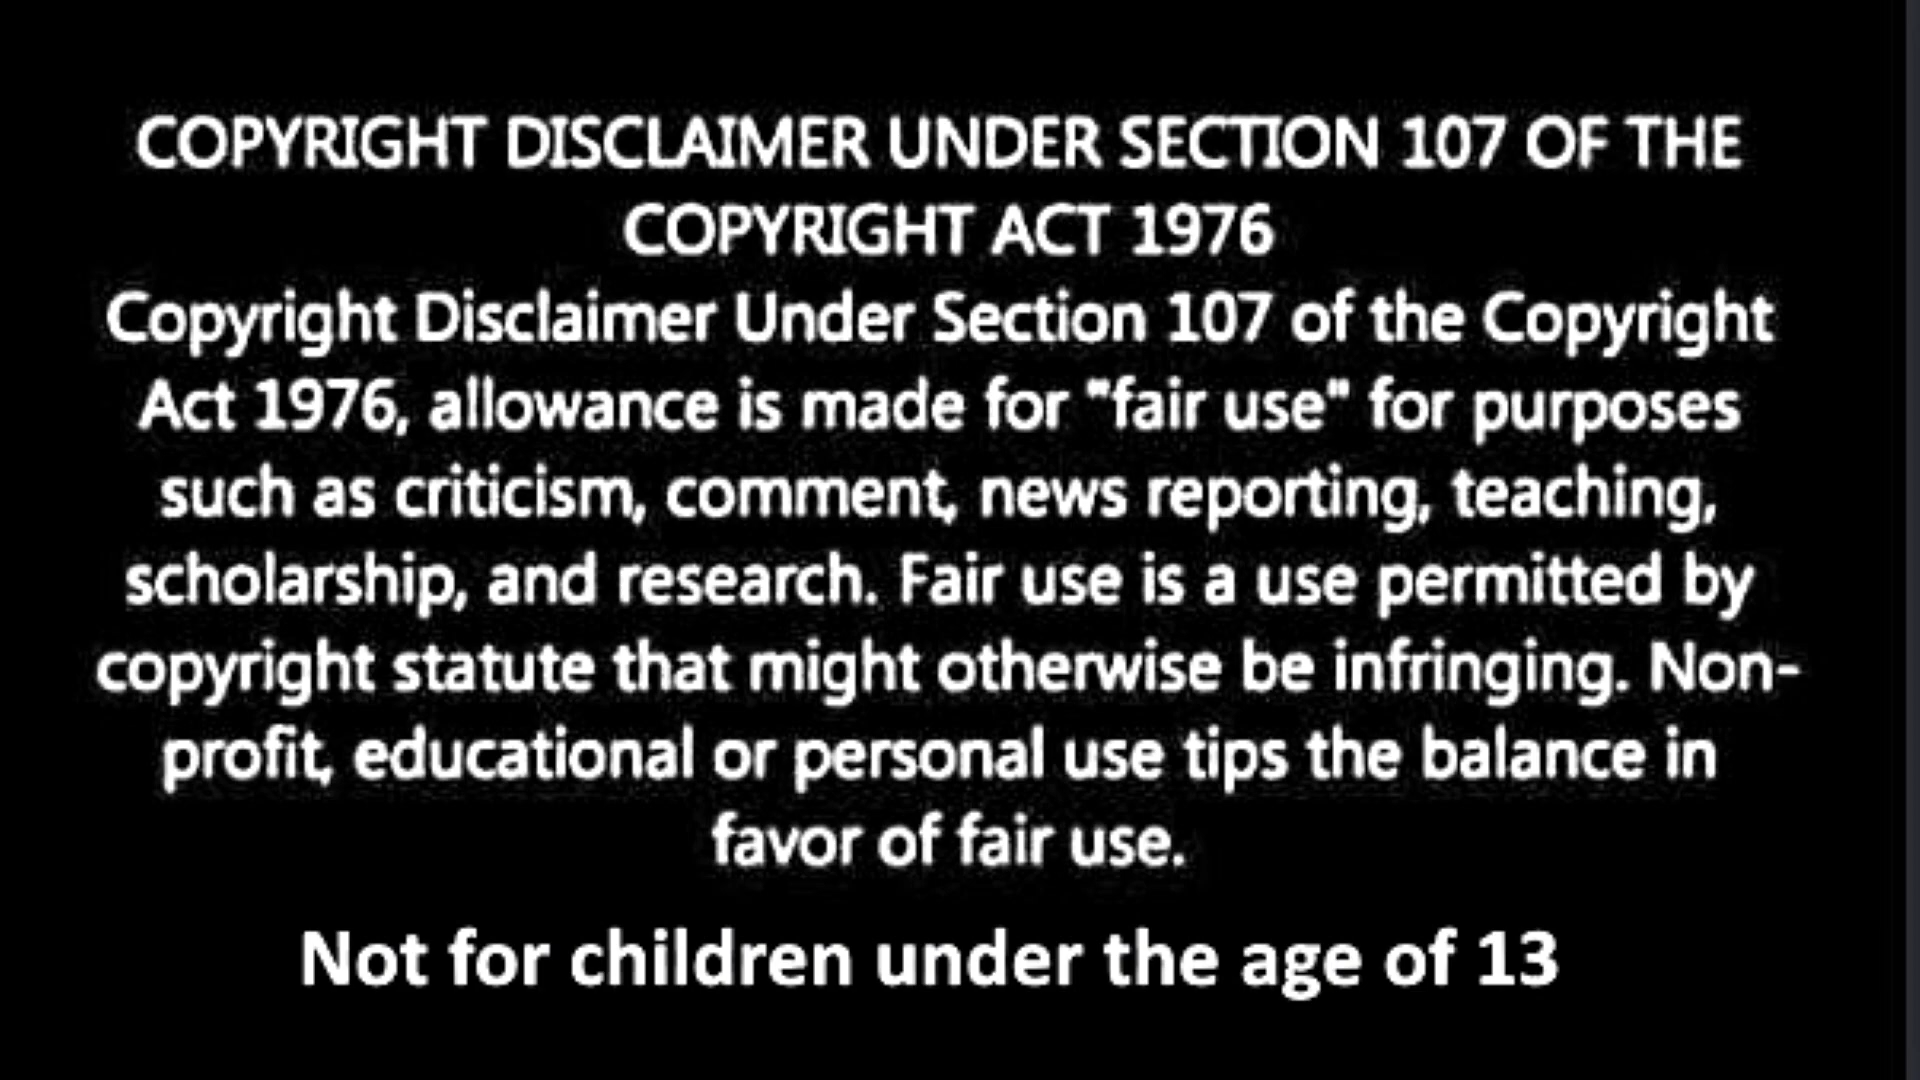 COPYRIGHT DISCLAIMER UNDER SECTION 107 OF THE
COPYRIGHT ACT 1976
Copyright Disclaimer Under Section 107 of the Copyright
Act 1976, allowance is made for "fair use" for purposes
such as criticism, comment, news reporting, teaching,
scholarship, and research. Fair use is a use permitted by
copyright statute that might otherwise be infringing. Non-
profit, educational or personal use tips the balance in
favor of fair use.
Not for children under the age of 13